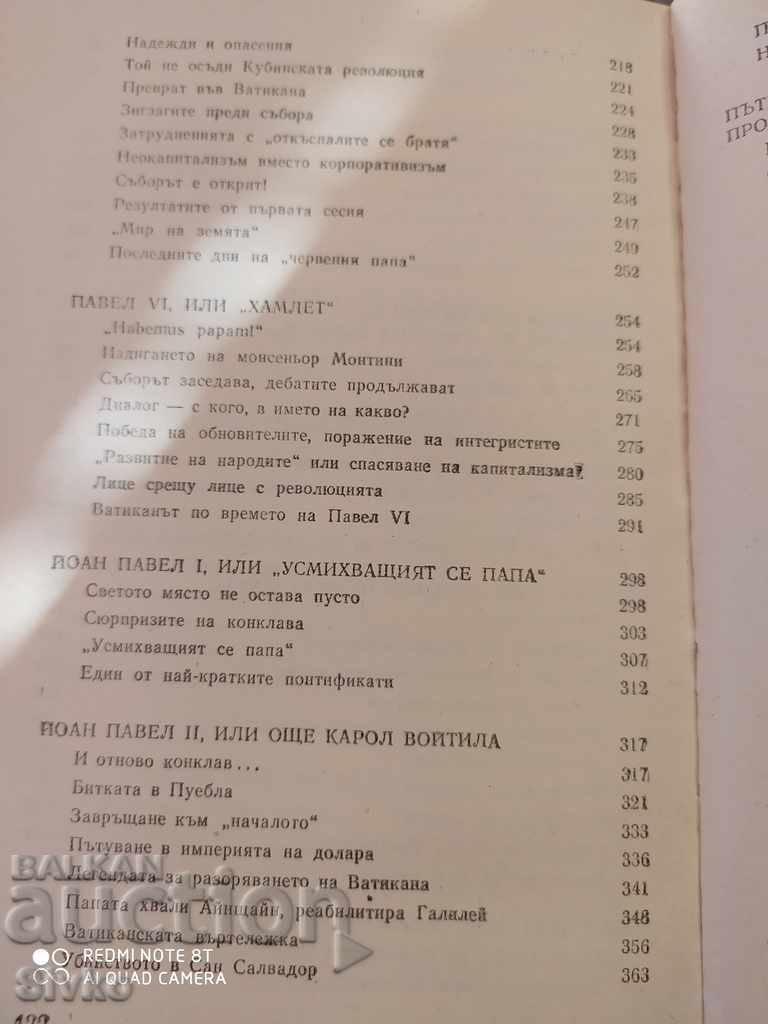 Надежди и опасения 218
Той не осъди Кубинската революция 221
Преврат във Ватикана 224
Зигзагите преди събора 228
Затрудненията с „откъсналите се братя“ 233
Неокапитализъм вместо корпоративизъм 235
Съборът е открит! 238
Резултатите от първата сесия 247
„Мир на земята“ 249
Последните дни на „червения папа“ 252
ПАВЕЛ VI, ИЛИ „ХАМЛЕТ“ 254
„Habemus papam!“ 254
Издигането на монсеньор Монтини 258
Съборът заседава, дебатите продължават 265
Диалог — с кого, в името на какво? 271
Победа на обновителите, поражение на интегристите 275
„Развитие на народите“ или спасяване на капитализма? 280
Лице срещу лице с революцията 285
Ватиканът по времето на Павел VI 291
ЙОАН ПАВЕЛ I, ИЛИ „УСМИХВАЩИЯТ СЕ ПАПА“ 298
Светото място не остава пусто 298
Сюрпризите на конклава 303
„Усмихващият се папа“ 307
Един от най-кратките понтификати 312
ЙОАН ПАВЕЛ II, ИЛИ ОЩЕ КАРОЛ ВОЙТИЛА 317
И отново конклав... 317
Битката в Пуебла 321
Завръщане към „началото“ 333
Пътуване в империята на долара 336
Легендата за разоряването на Ватикана 341
Папата хвали Айнщайн, реабилитира Галилей 348
Ватиканската въртележка 356
Убийството в Сан Салвадор 363
ПЪТ
ПРО
BALKAN
auction
REDMI NOTE 8T
AI QUAD CAMERA
sivko